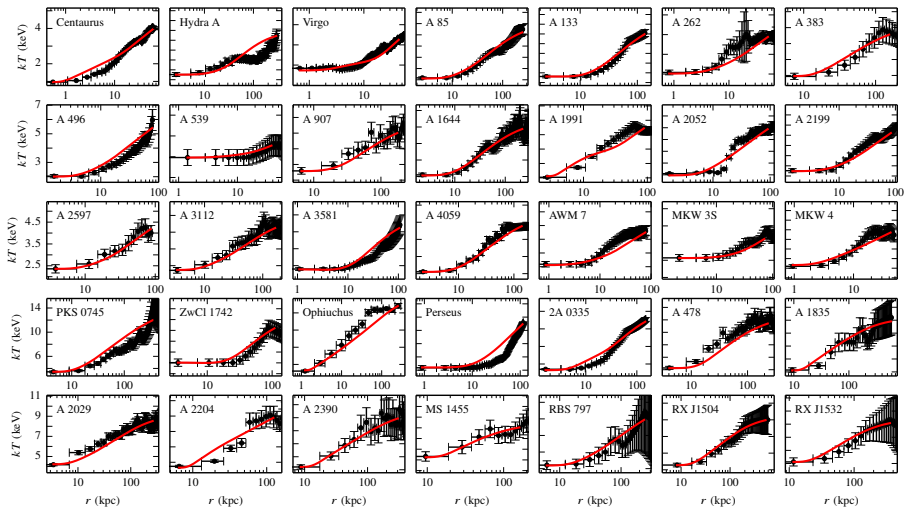 Centaurus Hydra A Virgo A 85 A 133 A 262 A 383
kT (keV) 4 2
1 10 10 100 1 10 10 100 10 100 10 10 100
A 496 A 539 A 907 A 1644 A 1991 A 2052 A 2199
kT (keV) 7 5 3
10 100 1 10 10 100 10 100 10 100 10 100 10 100
A 2597 A 3112 A 3581 A 4059 AWM 7 MKW 3S MKW 4
kT (keV) 4.5 3.5 2.5
10 100 10 100 1 10 100 10 100 1 10 100 10 100 10
PKS 0745 ZwCl 1742 Ophiuchus Perseus 2A 0335 A 478 A 1835
kT (keV) 14 10 6
10 100 10 100 1 10 100 1 10 100 1 10 100 10 100 10 100
A 2029 A 2204 A 2390 MS 1455 RBS 797 RX J1504 RX J1532
kT (keV) 11 9 7 5
10 100 10 100 10 100 10 100 10 100 10 100 10 100
r (kpc) r (kpc) r (kpc) r (kpc) r (kpc) r (kpc) r (kpc)